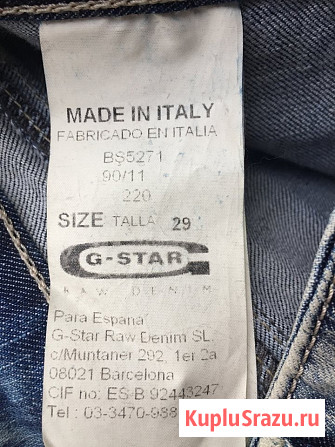 MADE IN ITALY
FABRICADO EN ITALIA
BS5271
90/11
220
SIZE TALLA 29
G-STAR
RAW DENIM
Para Espana
G-Star Raw Denim SL.
c/Muntaner 292, 1er 2a
08021 Barcelona
CIF no: ES-B 92443247
Tel : 03-3470-988
KupluSrazu.ru